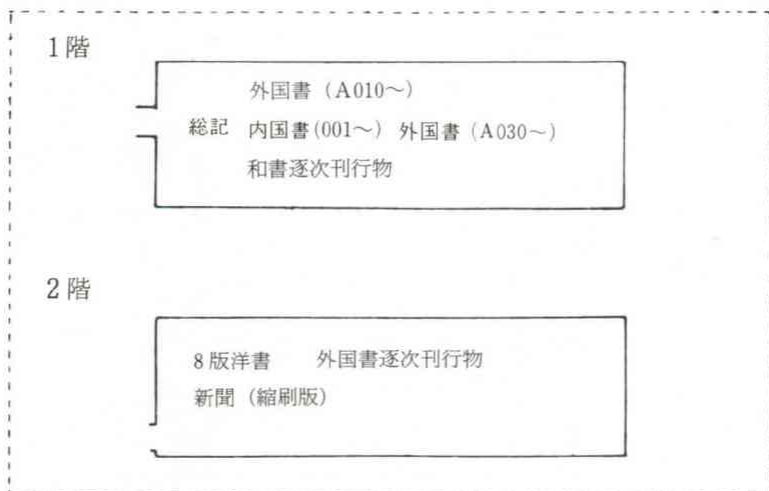 1階
外国書 (A010〜)
総記 内国書(001〜) 外国書 (A030〜)
和書逐次刊行物
2階
8版洋書 外国書逐次刊行物
新聞 (縮刷版)